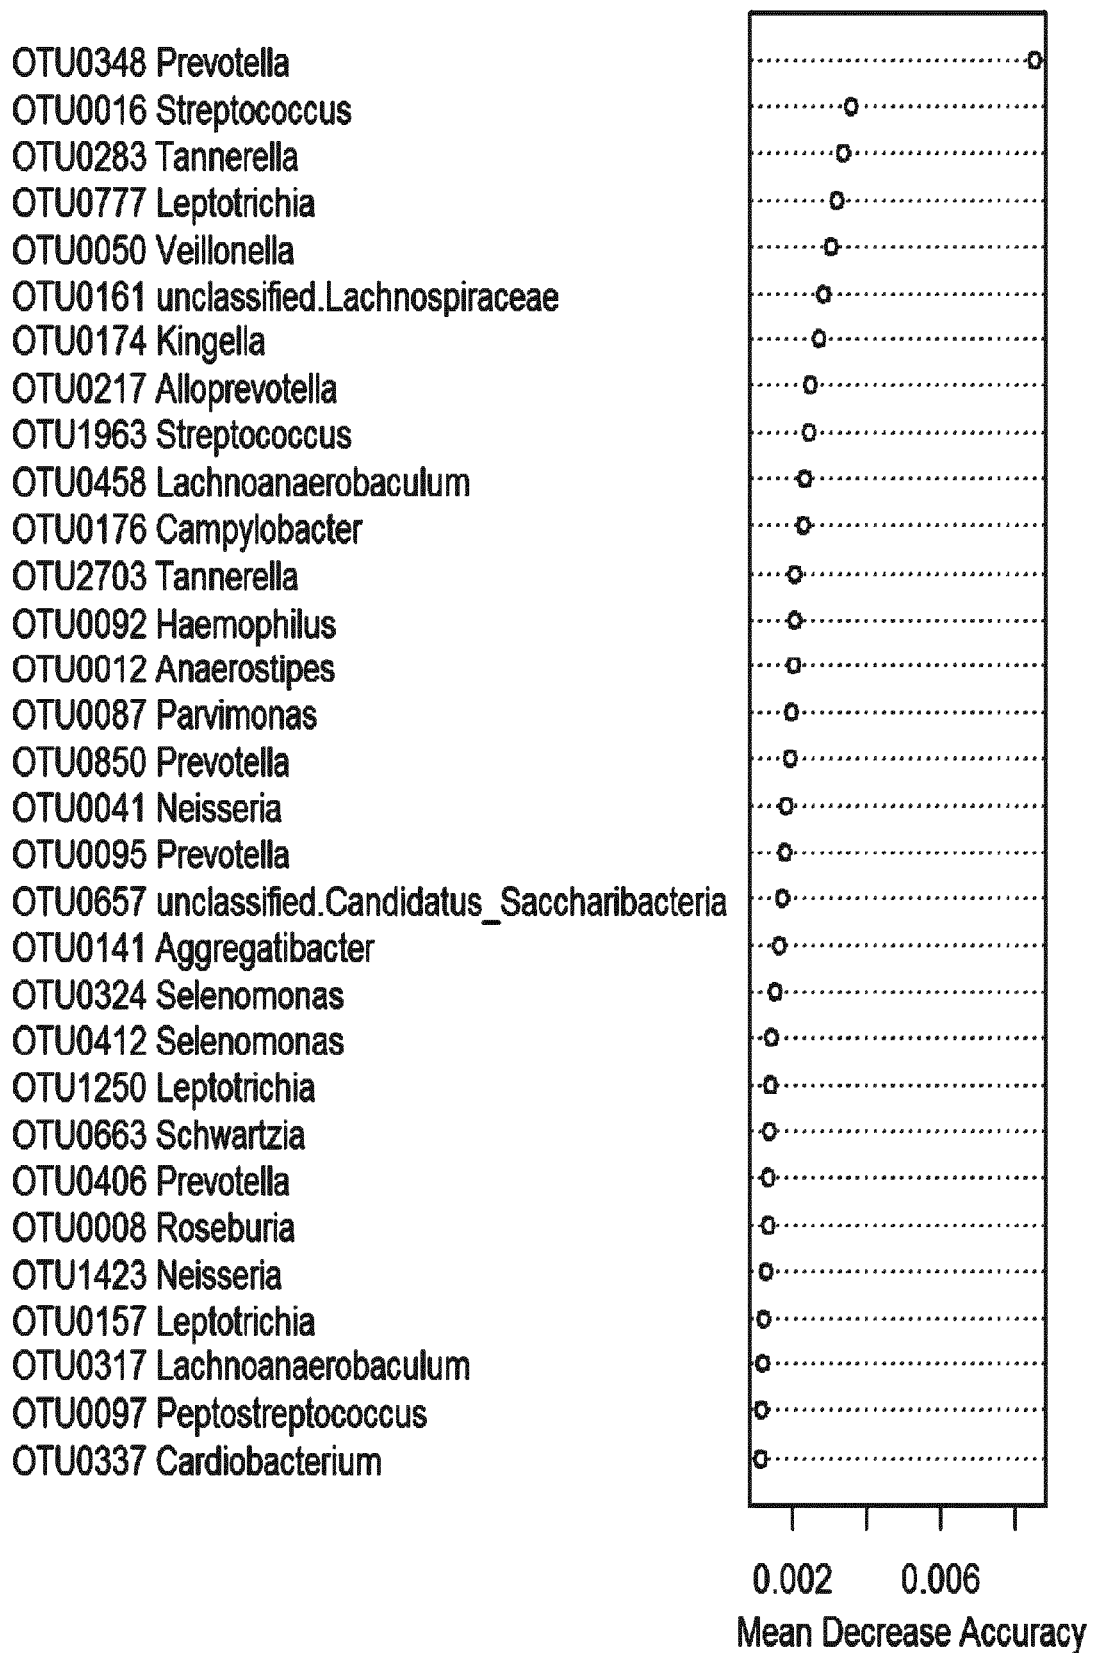 OTU0348 Prevotella
OTU0016 Streptococcus
OTU0283 Tannerella
OTU0777 Leptotrichia
OTU0050 Veillonella
OTU0161 unclassified.Lachnospiraceae
OTU0174 Kingella
OTU0217 Alloprevotella
OTU1963 Streptococcus
OTU0458 Lachnoanaerobaculum
OTU0176 Campylobacter
OTU2703 Tannerella
OTU0092 Haemophilus
OTU0012 Anaerostipes
OTU0087 Parvimonas
OTU0850 Prevotella
OTU0041 Neisseria
OTU0095 Prevotella
OTU0657 unclassified.Candidatus_Saccharibacteria
OTU0141 Aggregatibacter
OTU0324 Selenomonas
OTU0412 Selenomonas
OTU1250 Leptotrichia
OTU0663 Schwartzia
OTU0406 Prevotella
OTU0008 Roseburia
OTU1423 Neisseria
OTU0157 Leptotrichia
OTU0317 Lachnoanaerobaculum
OTU0097 Peptostreptococcus
OTU0337 Cardiobacterium
0.002 0.006
Mean Decrease Accuracy